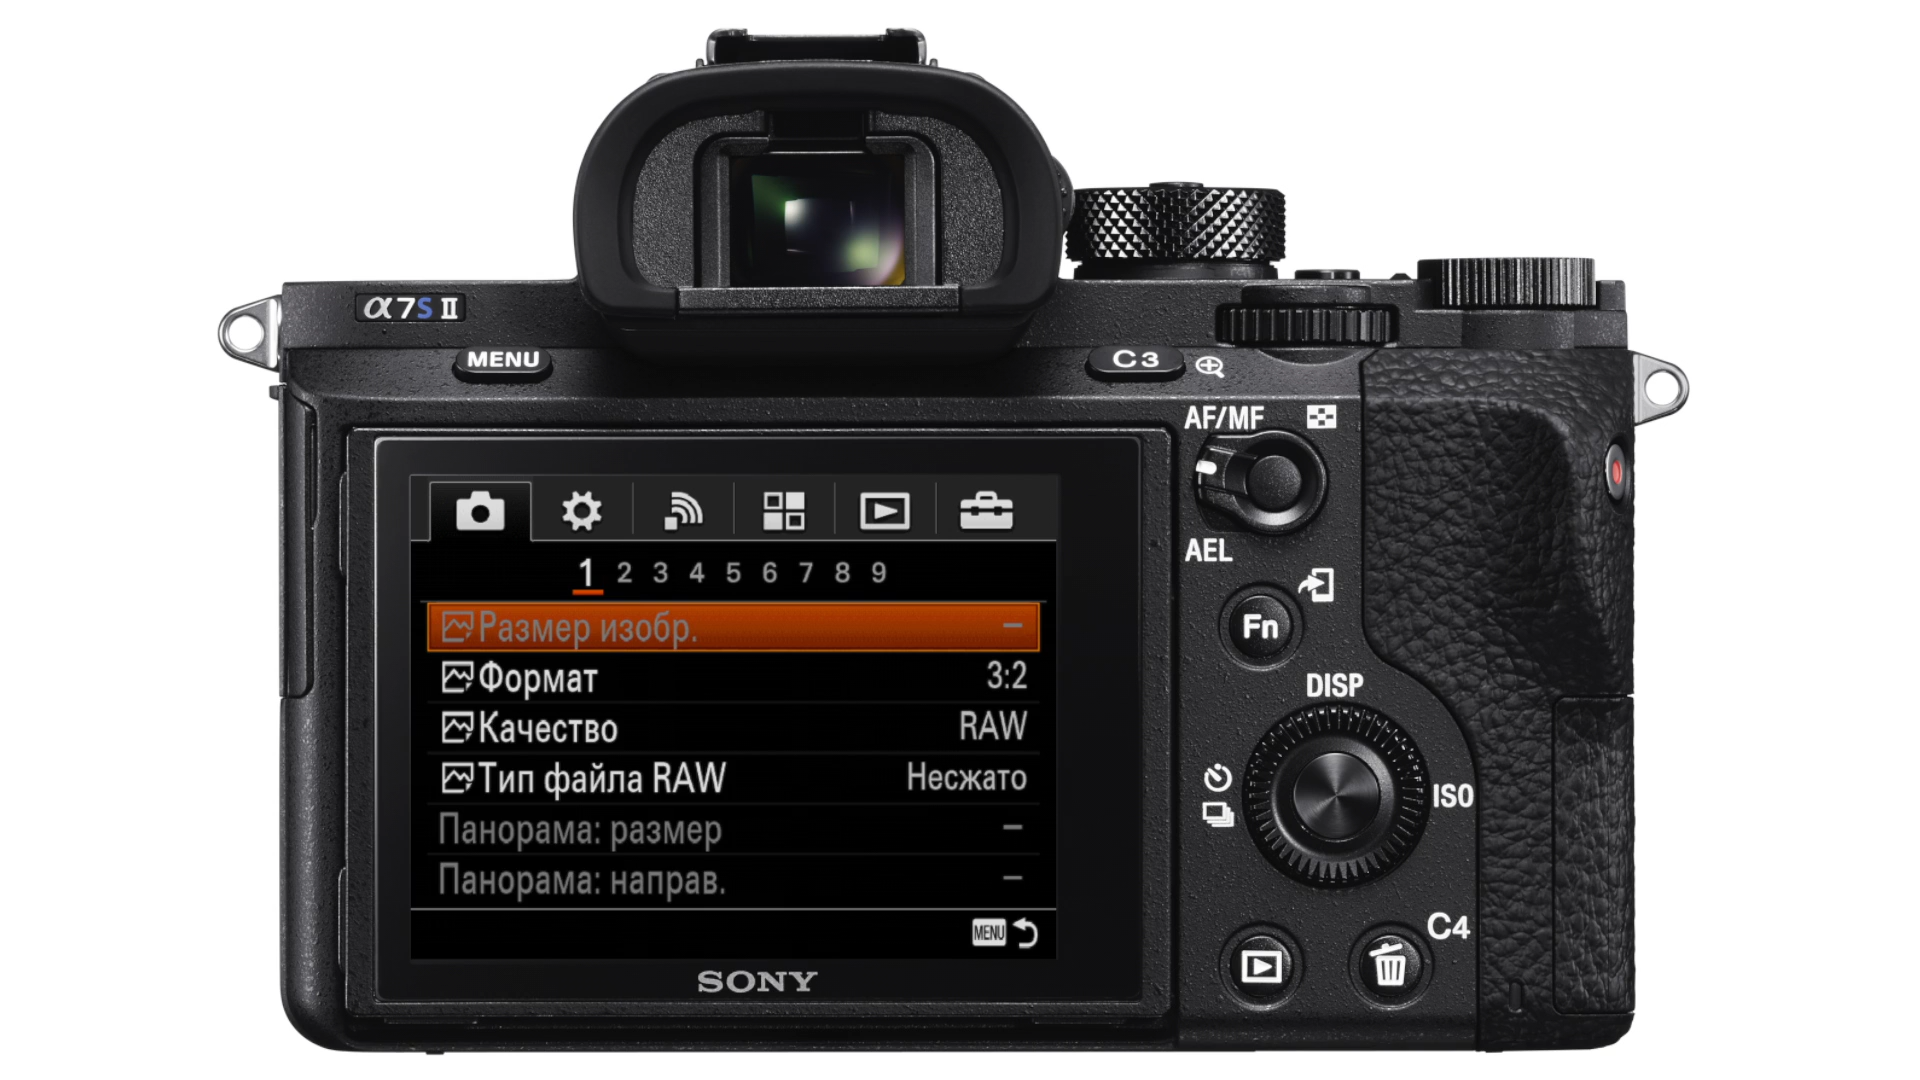 α7S II
MENU
C3
AF/MF
AEL
Fn
DISP
ISO
C4
1 2 3 4 5 6 7 8 9
Размер изобр. –
Формат 3:2
Качество RAW
Тип файла RAW Несжато
Панорама: размер –
Панорама: направ. –
MENU
SONY